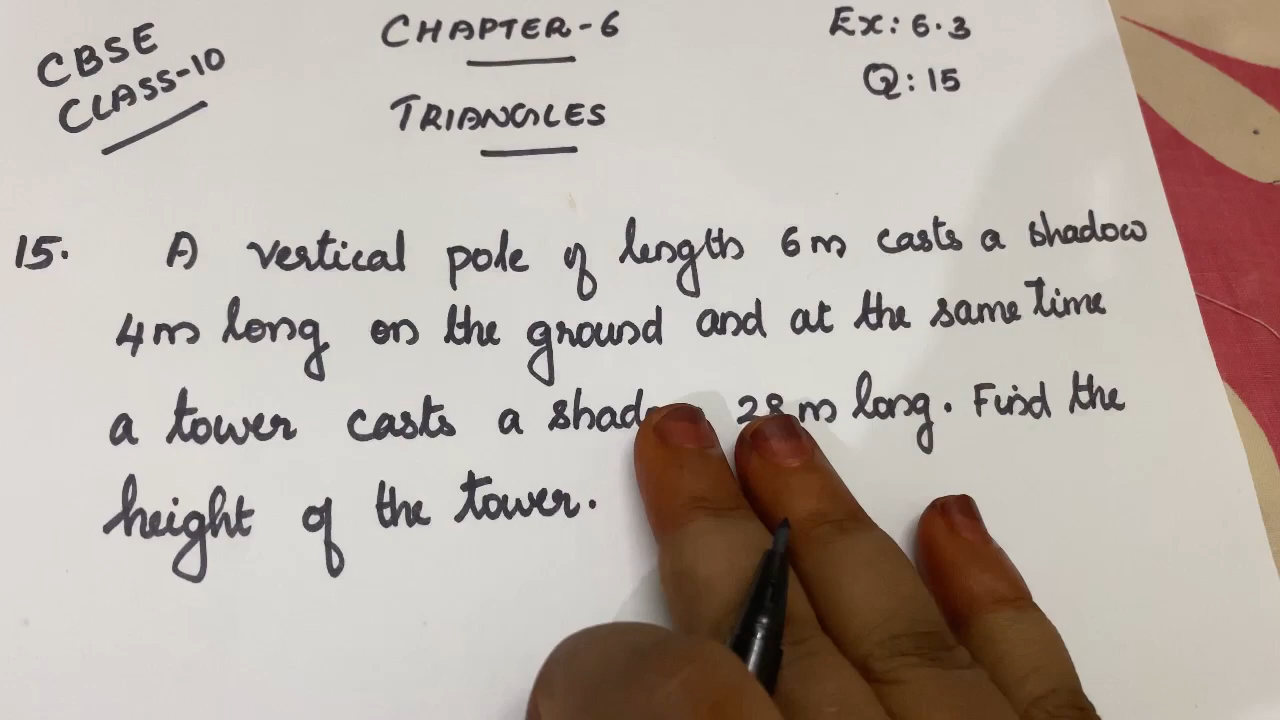 CBSE
CLASS-10
CHAPTER-6
TRIANGLES
Ex: 6.3
Q: 15
15. A vertical pole of length 6m casts a shadow
4m long on the ground and at the same time
a tower casts a 28m long. Find the
height of the tower.